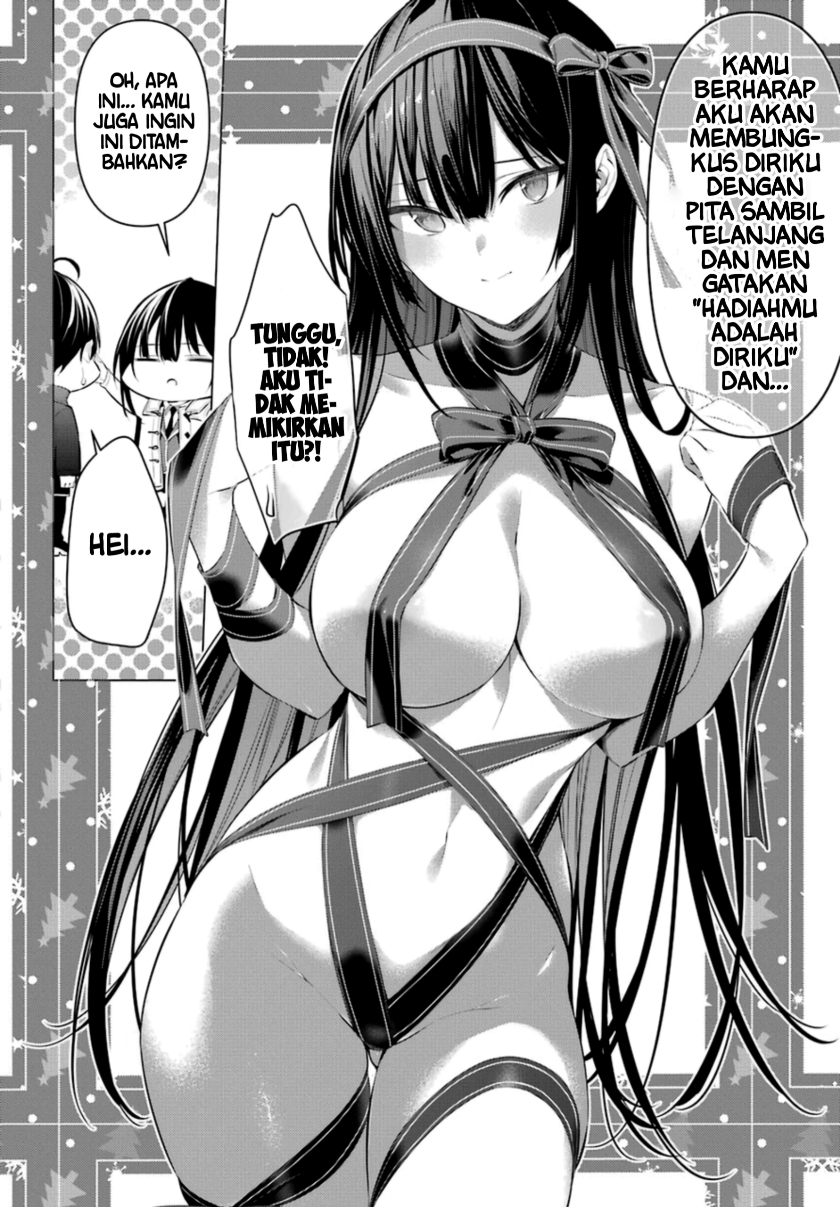 KAMU
BERHARAP
AKU AKAN
MEMBUNG-
KUS DIRIKU
DENGAN
PITA SAMBIL
TELANJANG
DAN MEN
GATAKAN
"HADIAHMU
ADALAH
DIRIKU"
DAN...
TUNGGU,
TIDAK!
AKU TI-
DAK ME-
MIKIRKAN
ITU?!
OH, APA
INI... KAMU
JUGA INGIN
INI DITAM-
BAHKAN?
HEI...